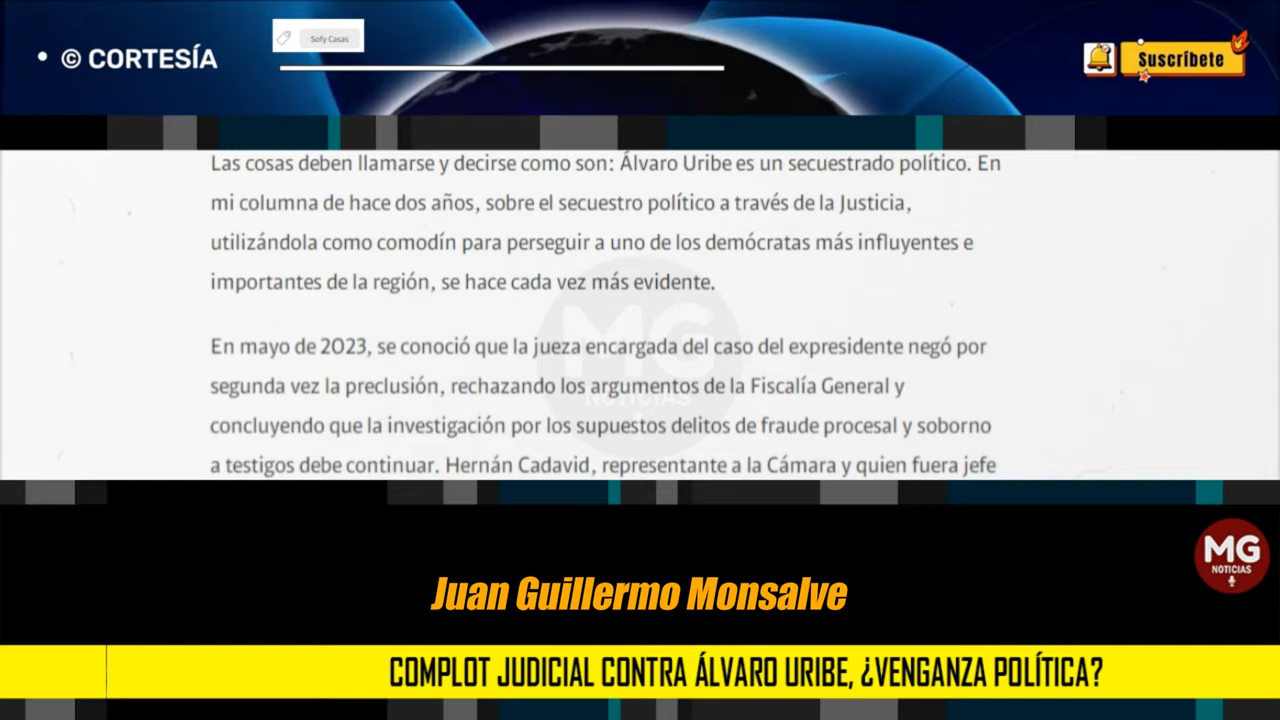 • © CORTESÍA
Sofy Casas
Suscríbete
Las cosas deben llamarse y decirse como son: Álvaro Uribe es un secuestrado político. En
mi columna de hace dos años, sobre el secuestro político a través de la Justicia,
utilizándola como comodín para perseguir a uno de los demócratas más influyentes e
importantes de la región, se hace cada vez más evidente.
En mayo de 2023, se conoció que la jueza encargada del caso del expresidente negó por
segunda vez la preclusión, rechazando los argumentos de la Fiscalía General y
concluyendo que la investigación por los supuestos delitos de fraude procesal y soborno
a testigos debe continuar. Hernán Cadavid, representante a la Cámara y quien fuera jefe
MG
NOTICIAS
MG
NOTICIAS
Juan Guillermo Monsalve
COMPLOT JUDICIAL CONTRA ÁLVARO URIBE, ¿VENGANZA POLÍTICA?